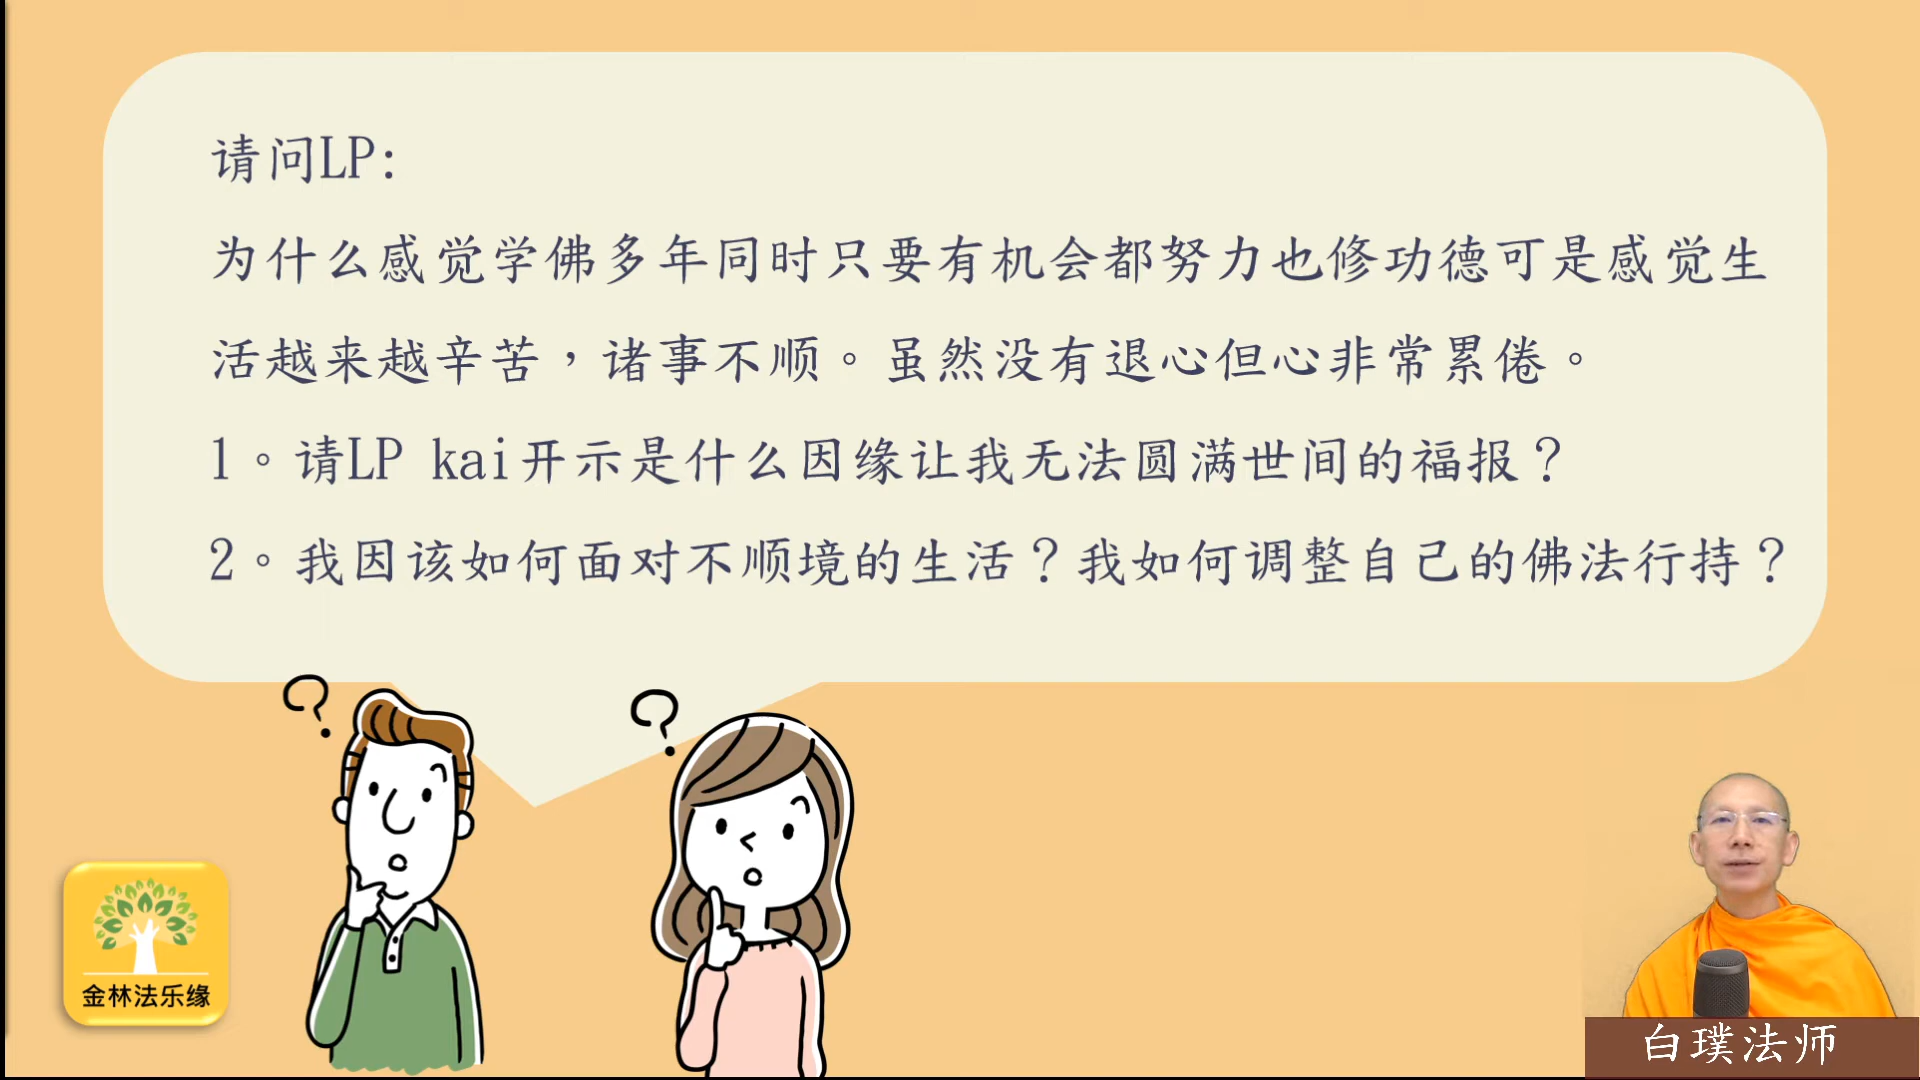 请问LP:
为什么感觉学佛多年同时只要有机会都努力也修功德可是感觉生
活越来越辛苦，诸事不顺。虽然没有退心但心非常累倦。
1。请LP kai开示是什么因缘让我无法圆满世间的福报？
2。我因该如何面对不顺境的生活？我如何调整自己的佛法行持？
金林法乐缘
白璞法师